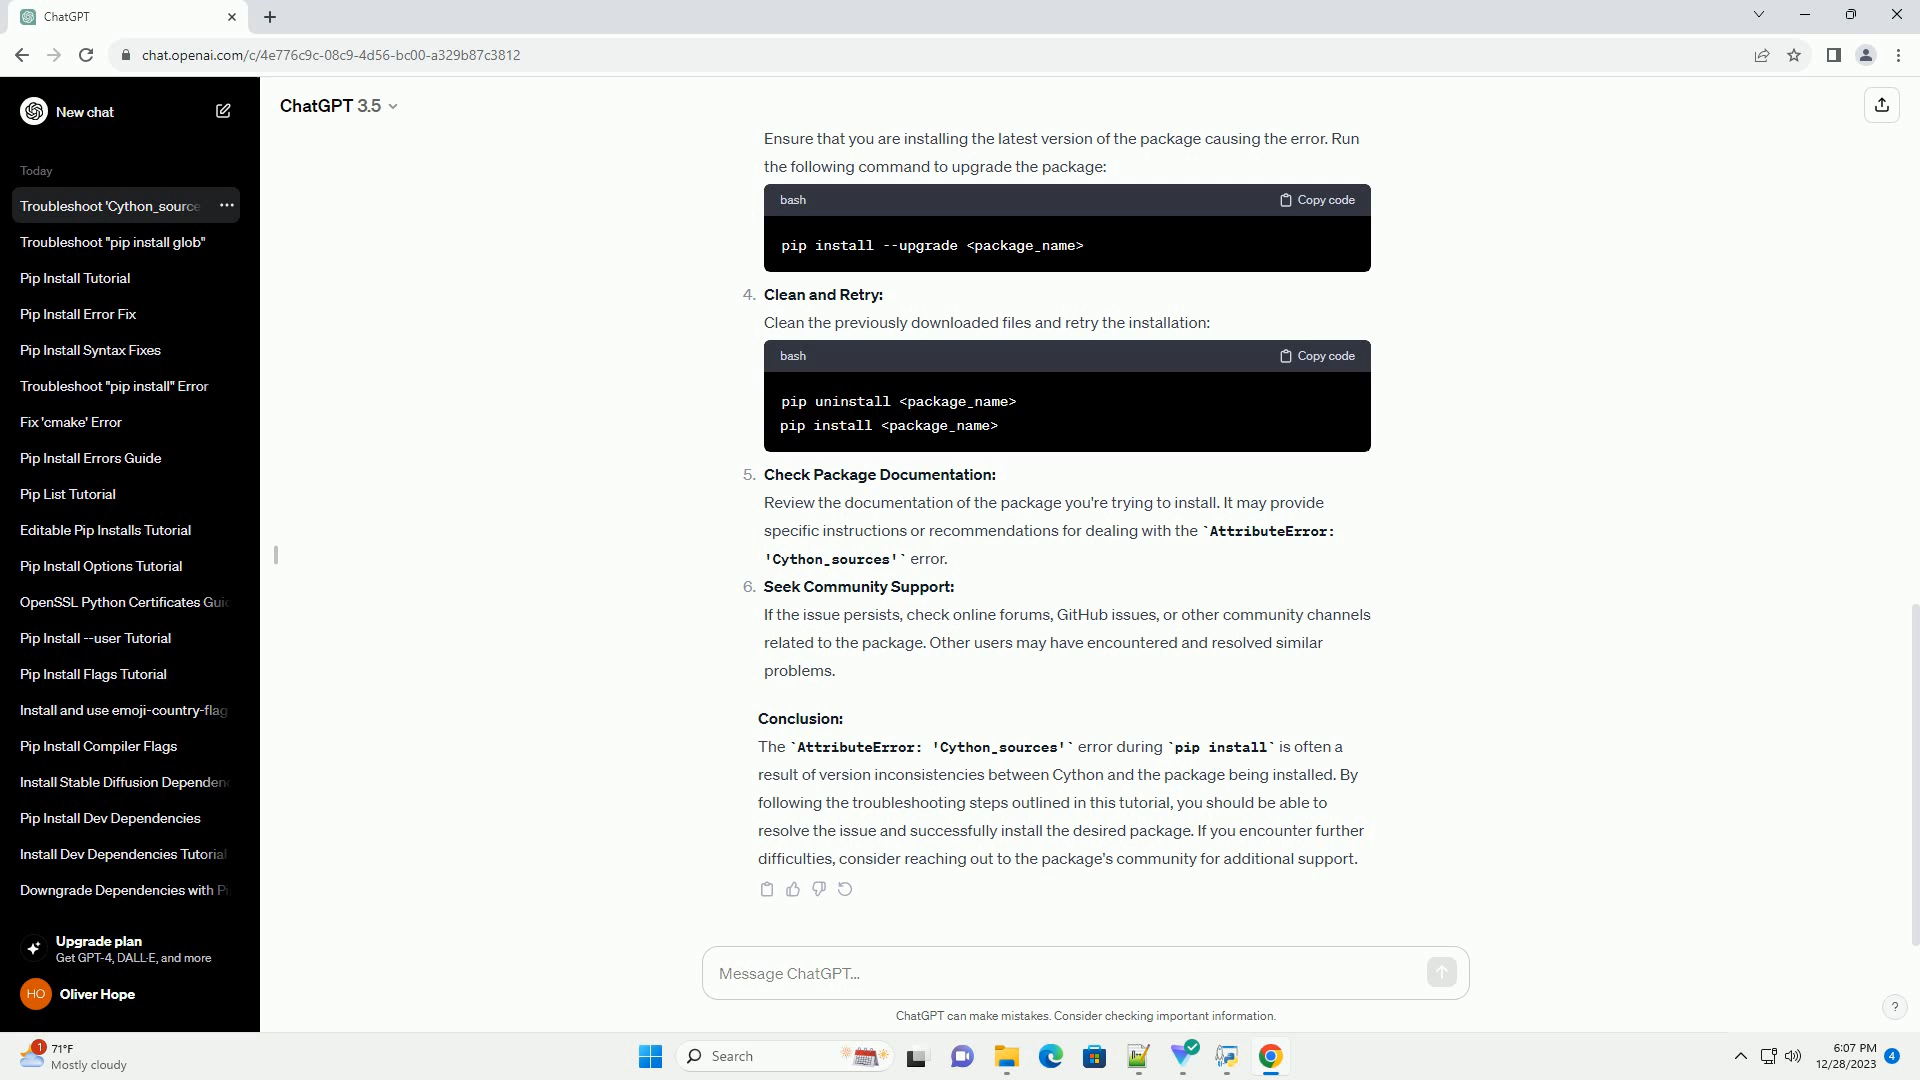 ChatGPT
chat.openai.com/c/4e776c9c-08c9-4d56-bc00-a329b87c3812
New chat
Today
Troubleshoot 'Cython_source
Troubleshoot "pip install glob"
Pip Install Tutorial
Pip Install Error Fix
Pip Install Syntax Fixes
Troubleshoot "pip install" Error
Fix 'cmake' Error
Pip Install Errors Guide
Pip List Tutorial
Editable Pip Installs Tutorial
Pip Install Options Tutorial
OpenSSL Python Certificates Gui
Pip Install --user Tutorial
Pip Install Flags Tutorial
Install and use emoji-country-flag
Pip Install Compiler Flags
Install Stable Diffusion Dependen
Pip Install Dev Dependencies
Install Dev Dependencies Tutorial
Downgrade Dependencies with Pi
Upgrade plan
Get GPT-4, DALL·E, and more
HO Oliver Hope
ChatGPT 3.5
Ensure that you are installing the latest version of the package causing the error. Run
the following command to upgrade the package:
bash Copy code
pip install --upgrade <package_name>
4. Clean and Retry:
Clean the previously downloaded files and retry the installation:
bash Copy code
pip uninstall <package_name>
pip install <package_name>
5. Check Package Documentation:
Review the documentation of the package you're trying to install. It may provide
specific instructions or recommendations for dealing with the `AttributeError:
'Cython_sources'` error.
6. Seek Community Support:
If the issue persists, check online forums, GitHub issues, or other community channels
related to the package. Other users may have encountered and resolved similar
problems.
Conclusion:
The `AttributeError: 'Cython_sources'` error during `pip install` is often a
result of version inconsistencies between Cython and the package being installed. By
following the troubleshooting steps outlined in this tutorial, you should be able to
resolve the issue and successfully install the desired package. If you encounter further
difficulties, consider reaching out to the package's community for additional support.
Message ChatGPT...
ChatGPT can make mistakes. Consider checking important information.
?
1
71°F
Mostly cloudy
Search
6:07 PM
12/28/2023
4